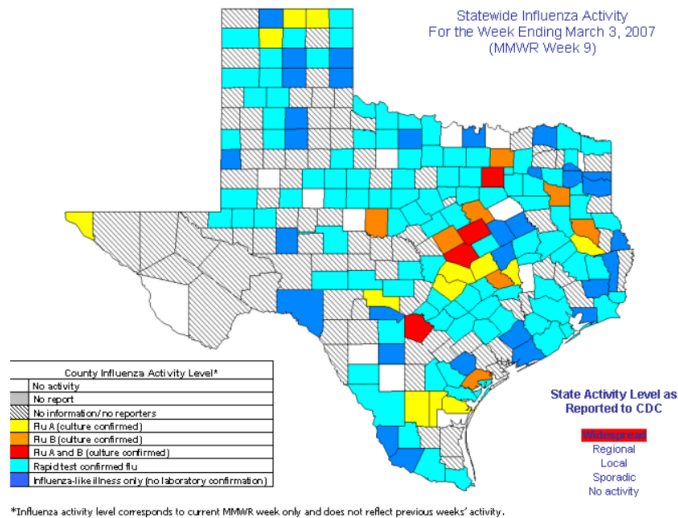 Statewide Influenza Activity
For the Week Ending March 3, 2007
(MMWR Week 9)
County Influenza Activity Level*
No activity
No report
No information/no reporters
Flu A (culture confirmed)
Flu B (culture confirmed)
Flu A and B (culture confirmed)
Rapid test confirmed flu
Influenza-like illness only (no laboratory confirmation)
State Activity Level as
Reported to CDC
Widespread
Regional
Local
Sporadic
No activity
*Influenza activity level corresponds to current MMWR week only and does not reflect previous weeks' activity.